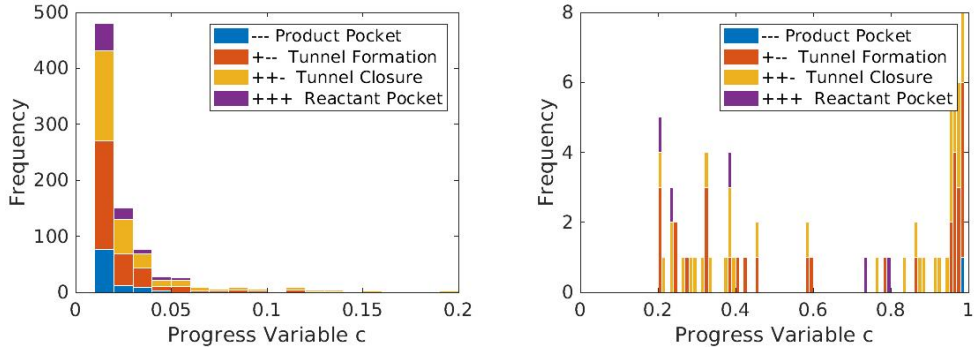 500
400
300
200
100
0
Frequency
--- Product Pocket
+-- Tunnel Formation
++- Tunnel Closure
+++ Reactant Pocket
0 0.05 0.1 0.15 0.2
Progress Variable c
8
6
4
2
0
Frequency
--- Product Pocket
+-- Tunnel Formation
++- Tunnel Closure
+++ Reactant Pocket
0 0.2 0.4 0.6 0.8 1
Progress Variable c